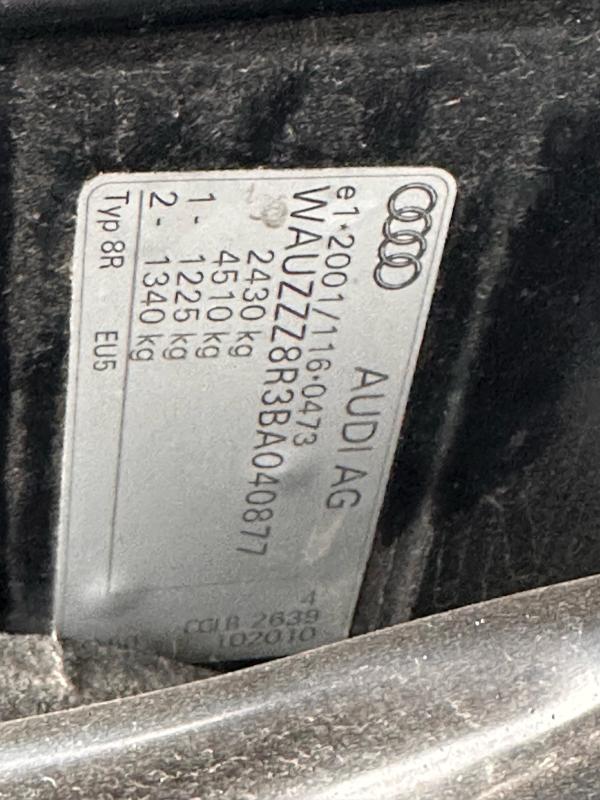 AUDI AG
e1*2001/116*0473
WAUZZZ8R3BA040877
2430 kg
4510 kg
1- 1225 kg
2- 1340 kg
Typ 8R EU5
4
CGLB 2639
102010